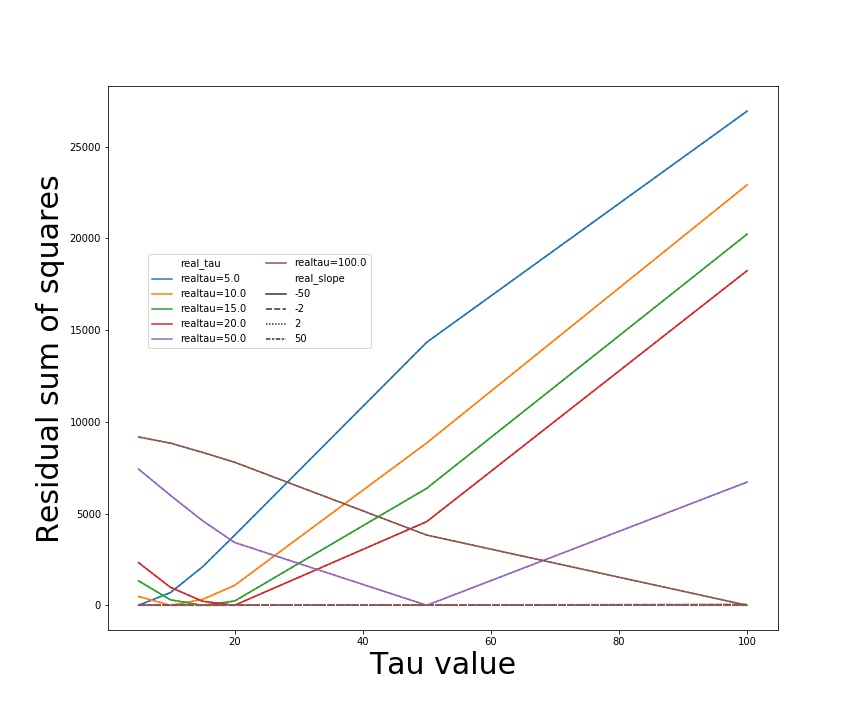 Residual sum of squares
25000
20000
15000
10000
5000
0
real_tau
realtau=5.0
realtau=10.0
realtau=15.0
realtau=20.0
realtau=50.0
realtau=100.0
real_slope
-50
-2
2
50
20
40
60
80
100
Tau value